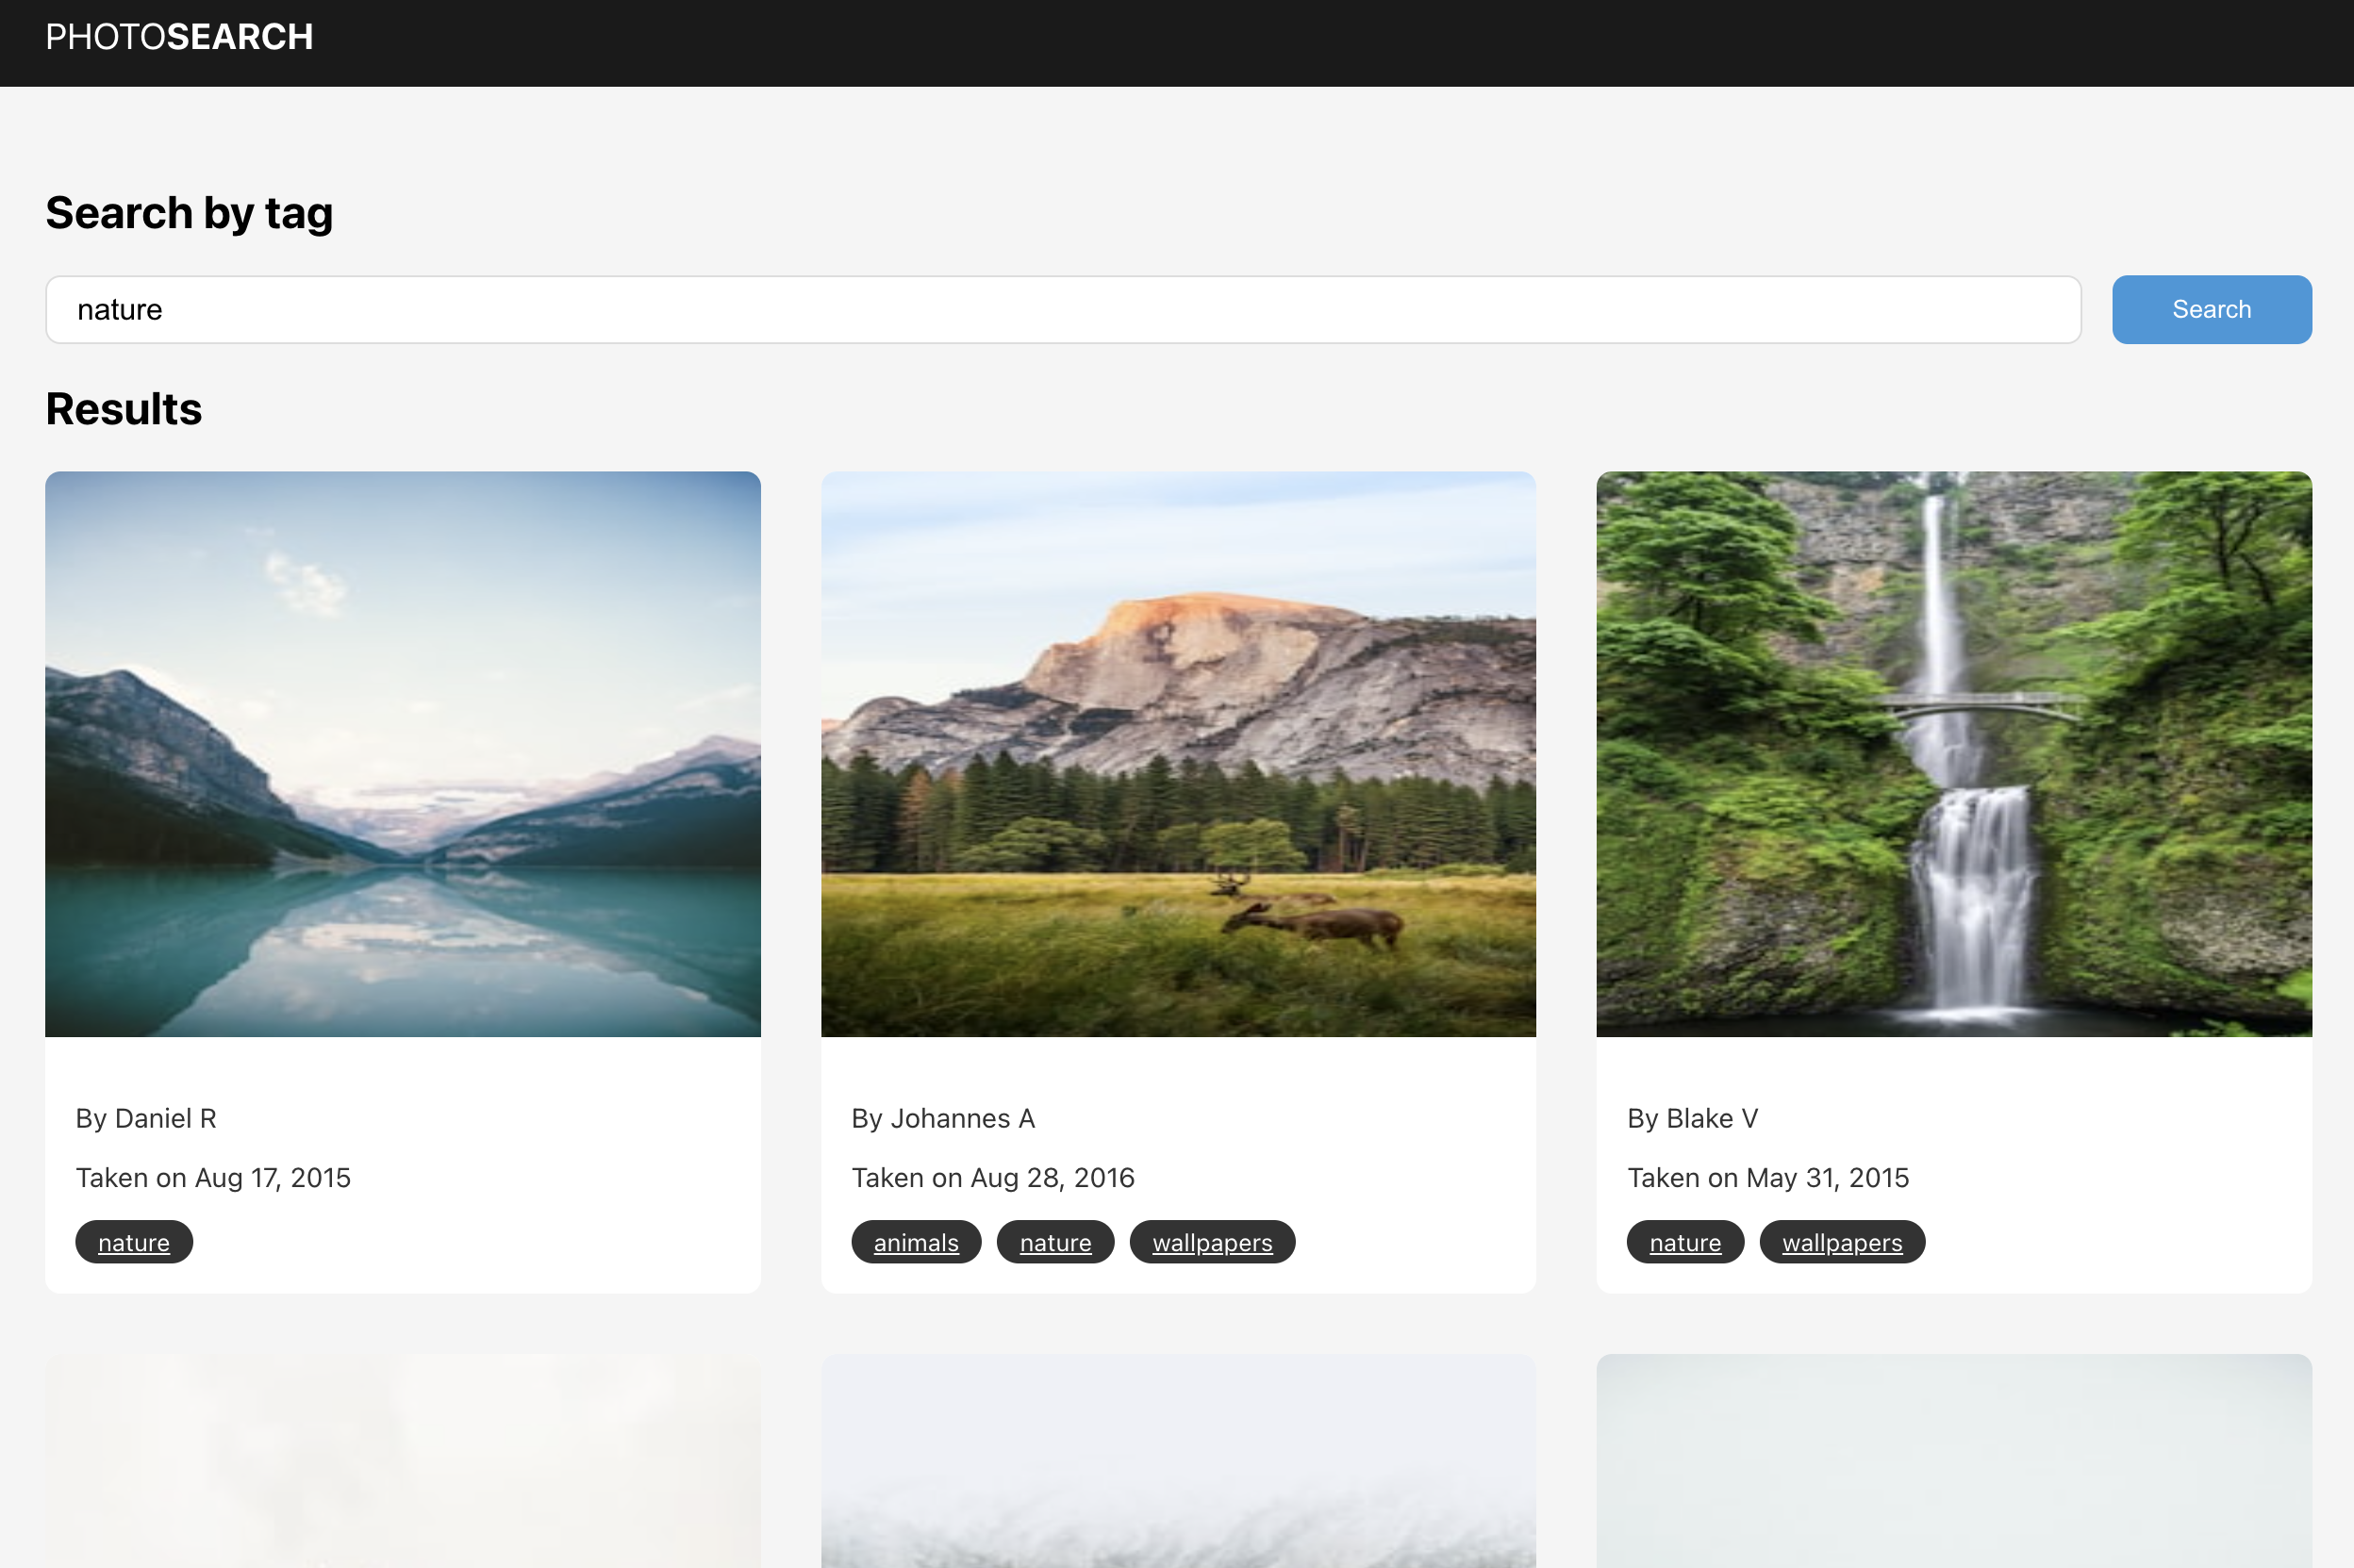 PHOTOSEARCH
Search by tag
nature
Search
Results
By Daniel R
Taken on Aug 17, 2015
nature
By Johannes A
Taken on Aug 28, 2016
animals nature wallpapers
By Blake V
Taken on May 31, 2015
nature wallpapers